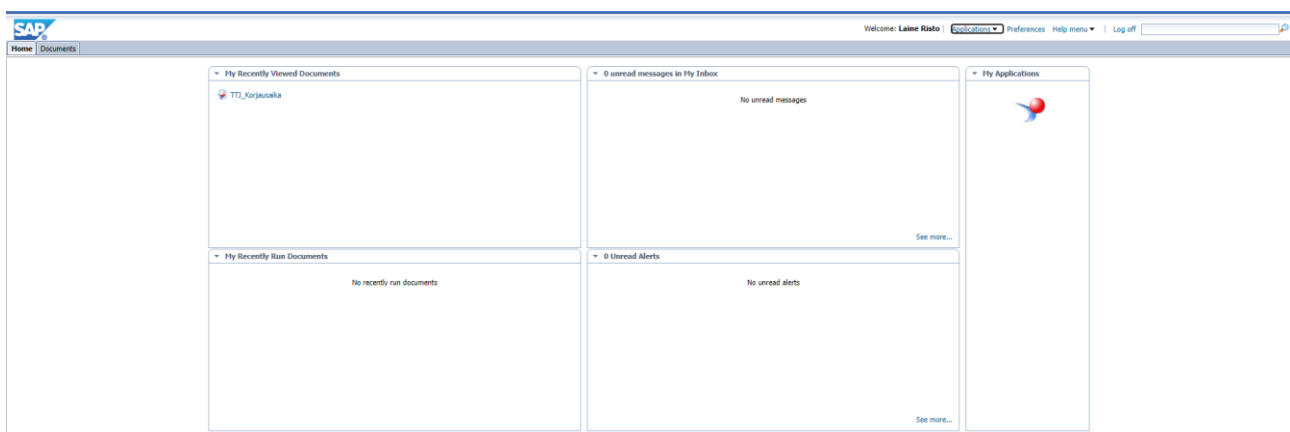 SAP
Welcome: Laine Risto | Applications Preferences Help menu | Log off
Home Documents
My Recently Viewed Documents
TTJ_Korjausaika
0 unread messages in My Inbox
No unread messages
See more...
My Applications
My Recently Run Documents
No recently run documents
0 Unread Alerts
No unread alerts
See more...